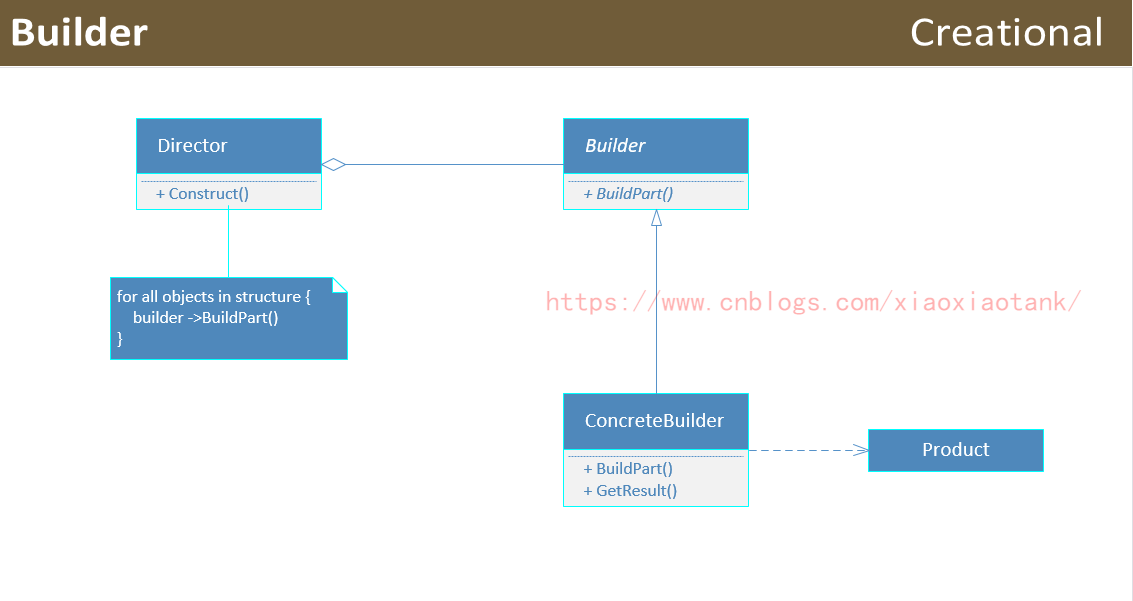 Builder
Creational
Director
+ Construct()
Builder
+ BuildPart()
for all objects in structure {
builder ->BuildPart()
}
https://www.cnblogs.com/xiaoxiaotank/
ConcreteBuilder
+ BuildPart()
+ GetResult()
Product